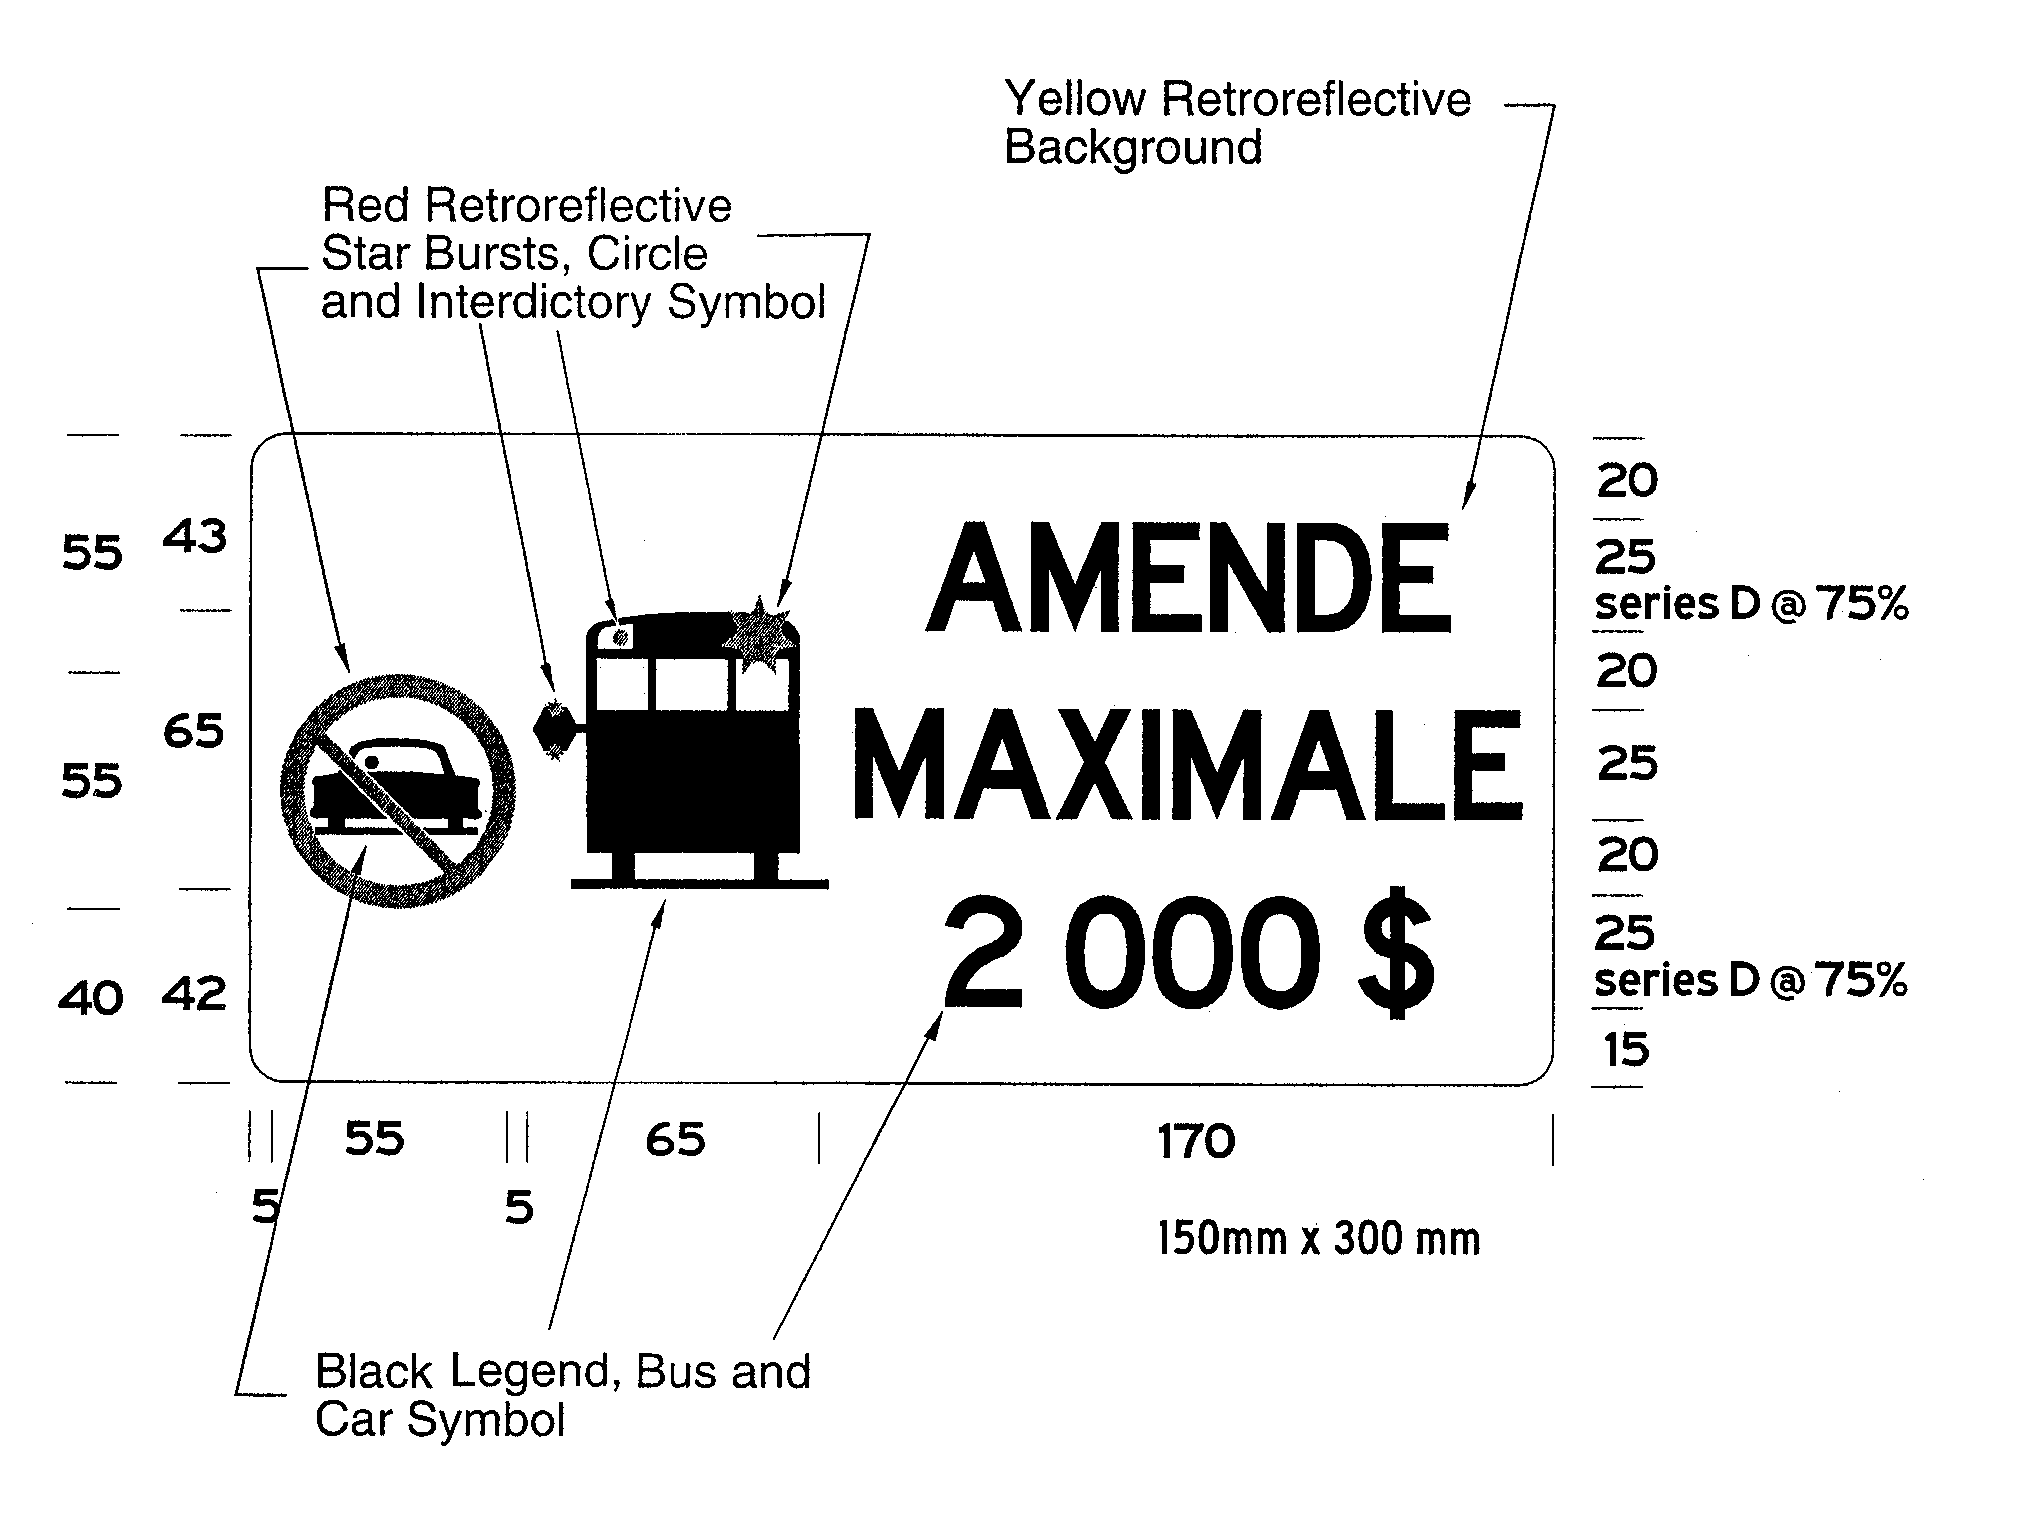 Yellow Retroreflective
Background
Red Retroreflective
Star Bursts, Circle
and Interdictory Symbol
55
43
20
25
series D @ 75%
AMENDE
65
55
20
25
MAXIMALE
20
40
42
25
series D @ 75%
2 000 $
15
55
65
170
5
5
150mm x 300 mm
Black Legend, Bus and
Car Symbol